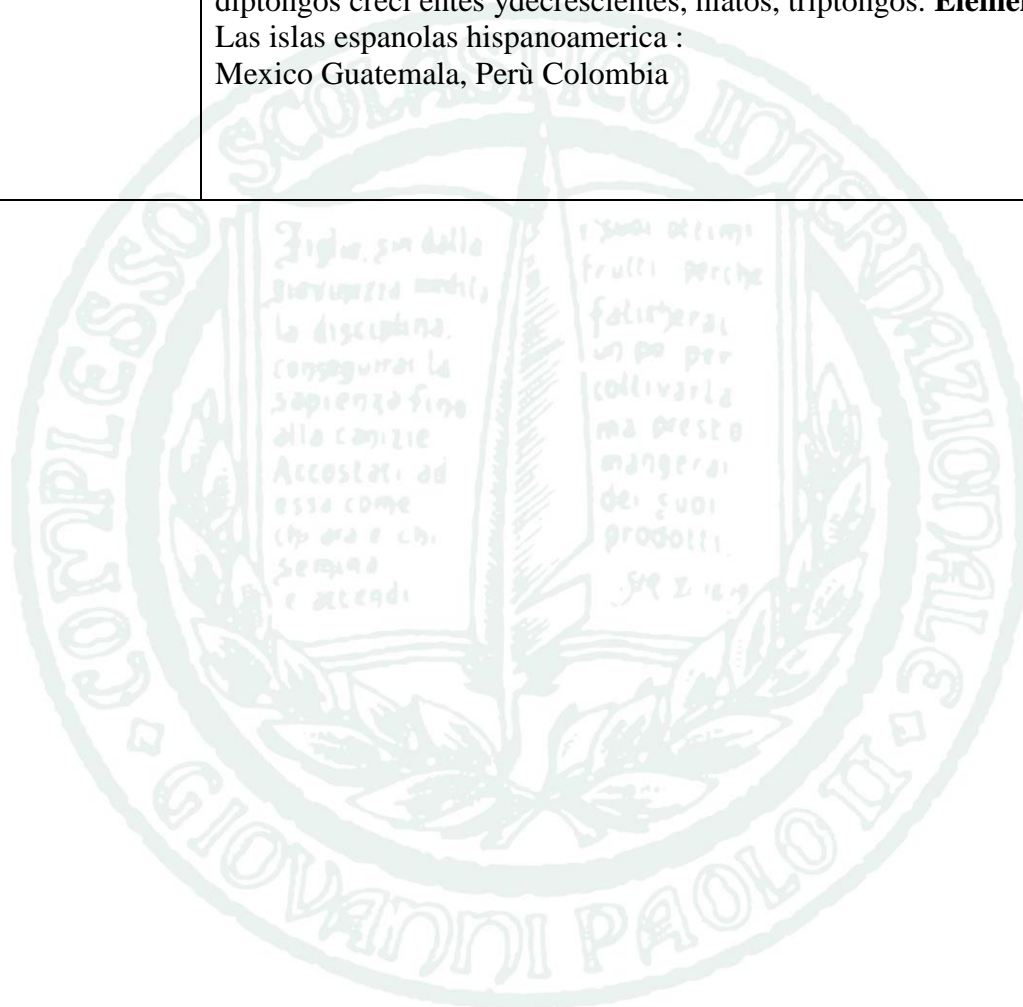 diptongos creci entes ydecrescientes, hiatos, triptongos.
Las islas espanolas hispanoamerica :
Mexico Guatemala, Perù Colombia
COMPLESSO SCOLASTICO INTERNAZIONALE
GIOVANNI PAOLO II
Figlio, sin dalla
giovinezza medita
la disciplina,
conseguirai la
sapienza fino
alla canizie
Accostati ad
essa come
chi ara e chi
semina
e attendi
i suoi ottimi
frutti perche
faticherai
un po per
coltivarla
ma presto
mangerai
dei suoi
prodotti.